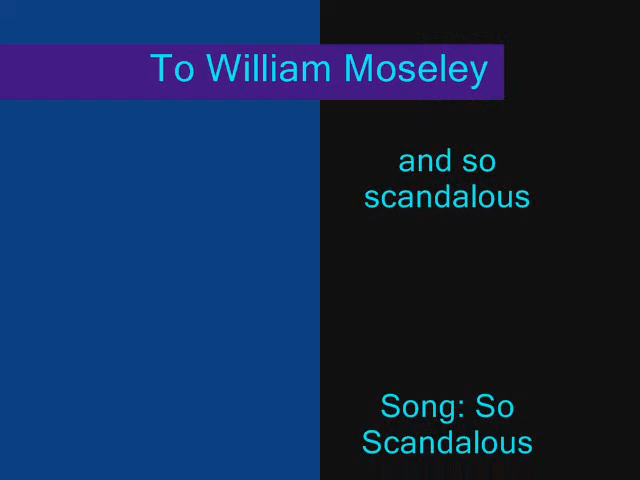 To William Moseley
and so
scandalous
Song: So
Scandalous